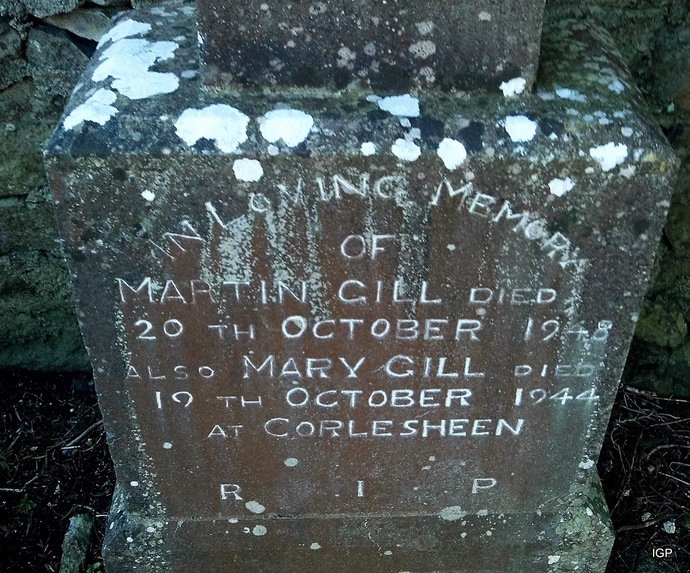 IN LOVING MEMORY
OF
MARTIN GILL DIED
20 TH OCTOBER 1948
ALSO MARY GILL DIED
19 TH OCTOBER 1944
AT CORLESHEEN
R I P
IGP